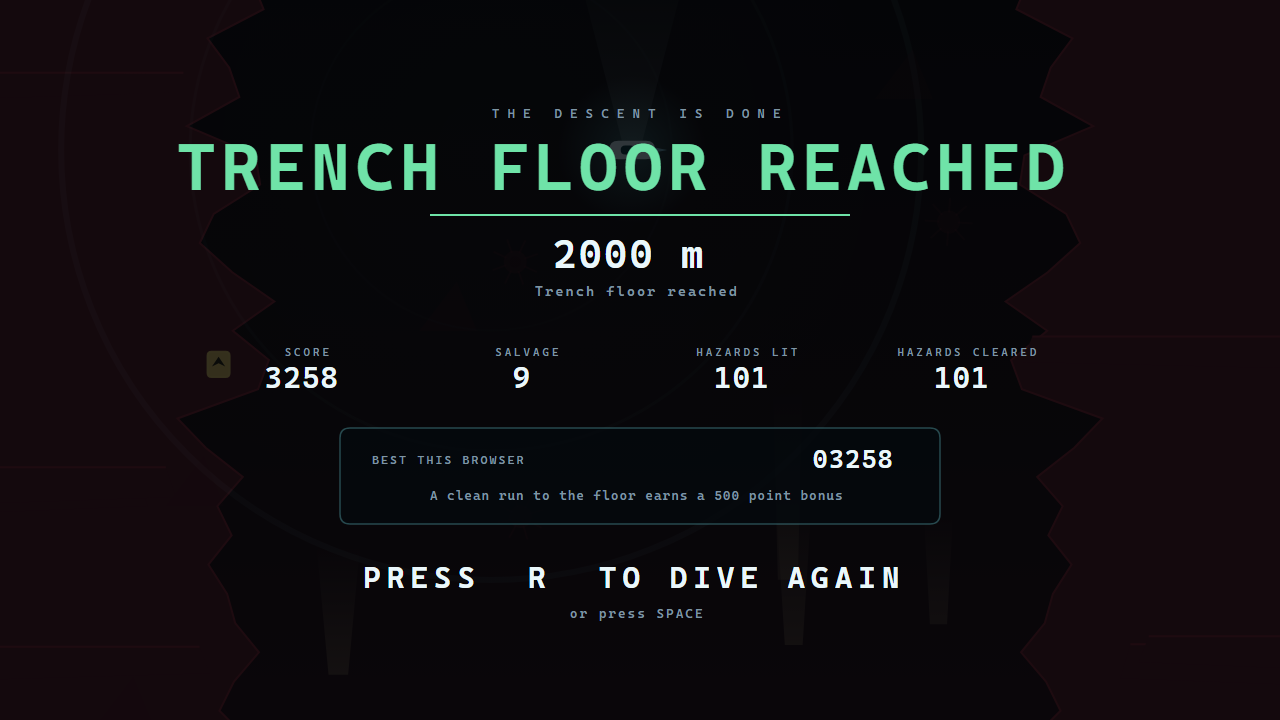 THE DESCENT IS DONE
TRENCH FLOOR REACHED
2000 m
Trench floor reached
SCORE SALVAGE HAZARDS LIT HAZARDS CLEARED
3258 9 101 101
BEST THIS BROWSER 03258
A clean run to the floor earns a 500 point bonus
PRESS R TO DIVE AGAIN
or press SPACE